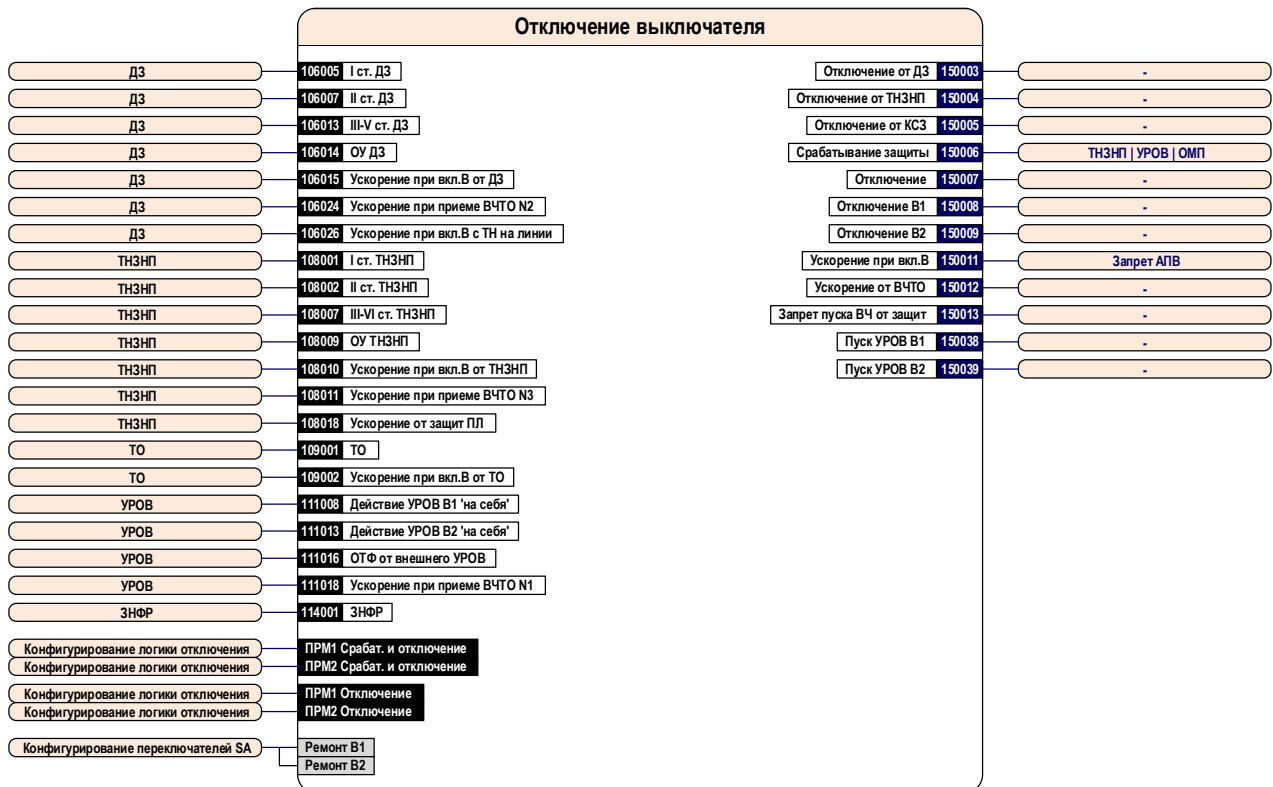 Отключение выключателя
ДЗ 106005 I ст. ДЗ Отключение от ДЗ 150003 -
ДЗ 106007 II ст. ДЗ Отключение от ТНЗНП 150004 -
ДЗ 106013 III-V ст. ДЗ Отключение от КСЗ 150005 -
ДЗ 106014 ОУ ДЗ Срабатывание защиты 150006 ТНЗНП | УРОВ | ОМП
ДЗ 106015 Ускорение при вкл.В от ДЗ Отключение 150007 -
ДЗ 106024 Ускорение при приеме ВЧТО N2 Отключение В1 150008 -
ДЗ 106026 Ускорение при вкл.В с ТН на линии Отключение В2 150009 -
ТНЗНП 108001 I ст. ТНЗНП Ускорение при вкл.В 150011 Запрет АПВ
ТНЗНП 108002 II ст. ТНЗНП Ускорение от ВЧТО 150012 -
ТНЗНП 108007 III-VI ст. ТНЗНП Запрет пуска ВЧ от защит 150013 -
ТНЗНП 108009 ОУ ТНЗНП Пуск УРОВ В1 150038 -
ТНЗНП 108010 Ускорение при вкл.В от ТНЗНП Пуск УРОВ В2 150039 -
ТНЗНП 108011 Ускорение при приеме ВЧТО N3
ТНЗНП 108018 Ускорение от защит ПЛ
ТО 109001 ТО
ТО 109002 Ускорение при вкл.В от ТО
УРОВ 111008 Действие УРОВ В1 'на себя'
УРОВ 111013 Действие УРОВ В2 'на себя'
УРОВ 111016 ОТФ от внешнего УРОВ
УРОВ 111018 Ускорение при приеме ВЧТО N1
ЗНФР 114001 ЗНФР
Конфигурирование логики отключения ПРМ1 Срабат. и отключение
Конфигурирование логики отключения ПРМ2 Срабат. и отключение
Конфигурирование логики отключения ПРМ1 Отключение
Конфигурирование логики отключения ПРМ2 Отключение
Конфигурирование переключателей SA Ремонт В1
Ремонт В2